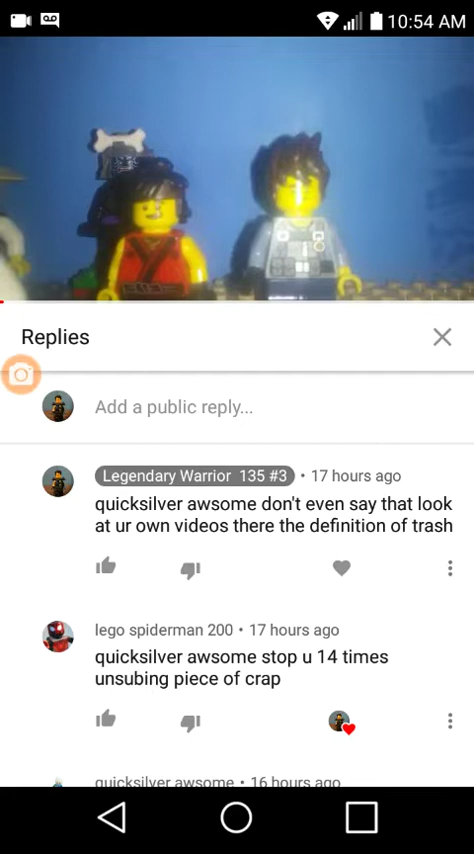 10:54 AM
Replies
Add a public reply...
Legendary Warrior 135 #3 • 17 hours ago
quicksilver awsome don't even say that look
at ur own videos there the definition of trash
lego spiderman 200 • 17 hours ago
quicksilver awsome stop u 14 times
unsubing piece of crap
quicksilver awsome • 16 hours ago